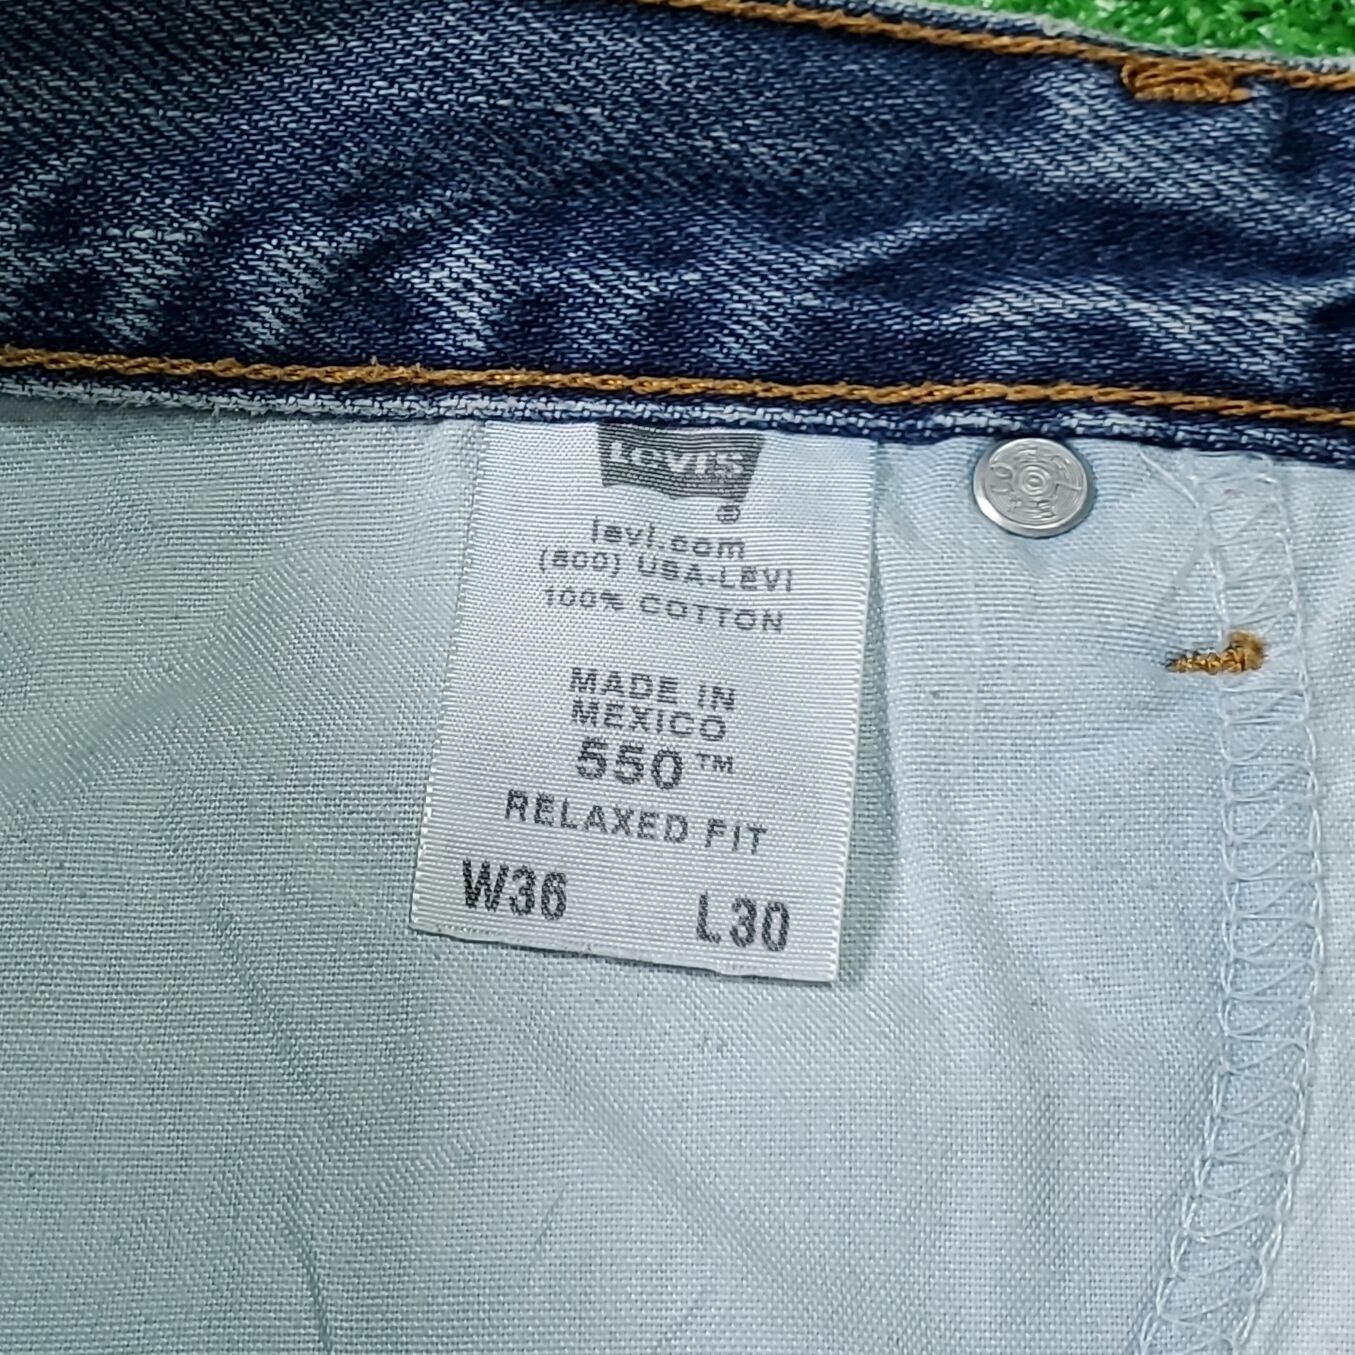 LEVI'S
®
levi.com
(800) USA-LEVI
100% COTTON
MADE IN
MEXICO
550™
RELAXED FIT
W36 L30